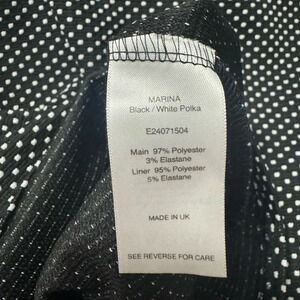 MARINA
Black / White Polka
E24071504
Main 97% Polyester
3% Elastane
Liner 95% Polyester
5% Elastane
MADE IN UK
SEE REVERSE FOR CARE